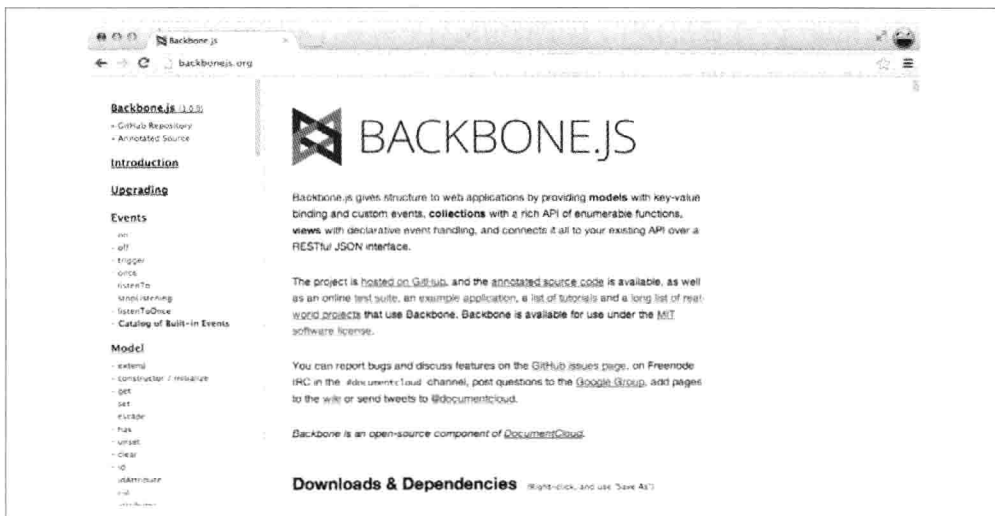 Backbone.js
backbonejs.org
Backbone.js (1.0.0)
» GitHub Repository
» Annotated Source
Introduction
Upgrading
Events
- on
- off
- trigger
- once
- listenTo
- stopListening
- listenToOnce
- Catalog of Built-in Events
Model
- extend
- constructor / initialize
- get
- set
- escape
- has
- unset
- clear
- id
- idAttribute
- cid
- attributes
BACKBONE.JS
Backbone.js gives structure to web applications by providing models with key-value
binding and custom events, collections with a rich API of enumerable functions,
views with declarative event handling, and connects it all to your existing API over a
RESTful JSON interface.
The project is hosted on GitHub, and the annotated source code is available, as well
as an online test suite, an example application, a list of tutorials and a long list of real-
world projects that use Backbone. Backbone is available for use under the MIT
software license.
You can report bugs and discuss features on the GitHub issues page, on Freenode
IRC in the #documentcloud channel, post questions to the Google Group, add pages
to the wiki or send tweets to @documentcloud.
Backbone is an open-source component of DocumentCloud.
Downloads & Dependencies (Right-click, and use "Save As")